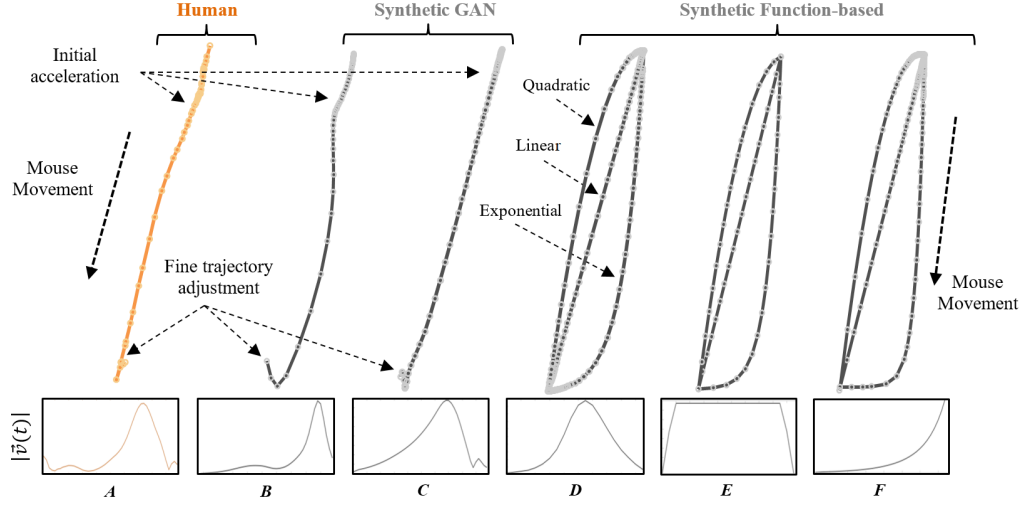 Human
Synthetic GAN
Synthetic Function-based
Initial
acceleration
Quadratic
Linear
Mouse
Movement
Exponential
Fine trajectory
adjustment
Mouse
Movement
|v⃗(t)|
A
B
C
D
E
F